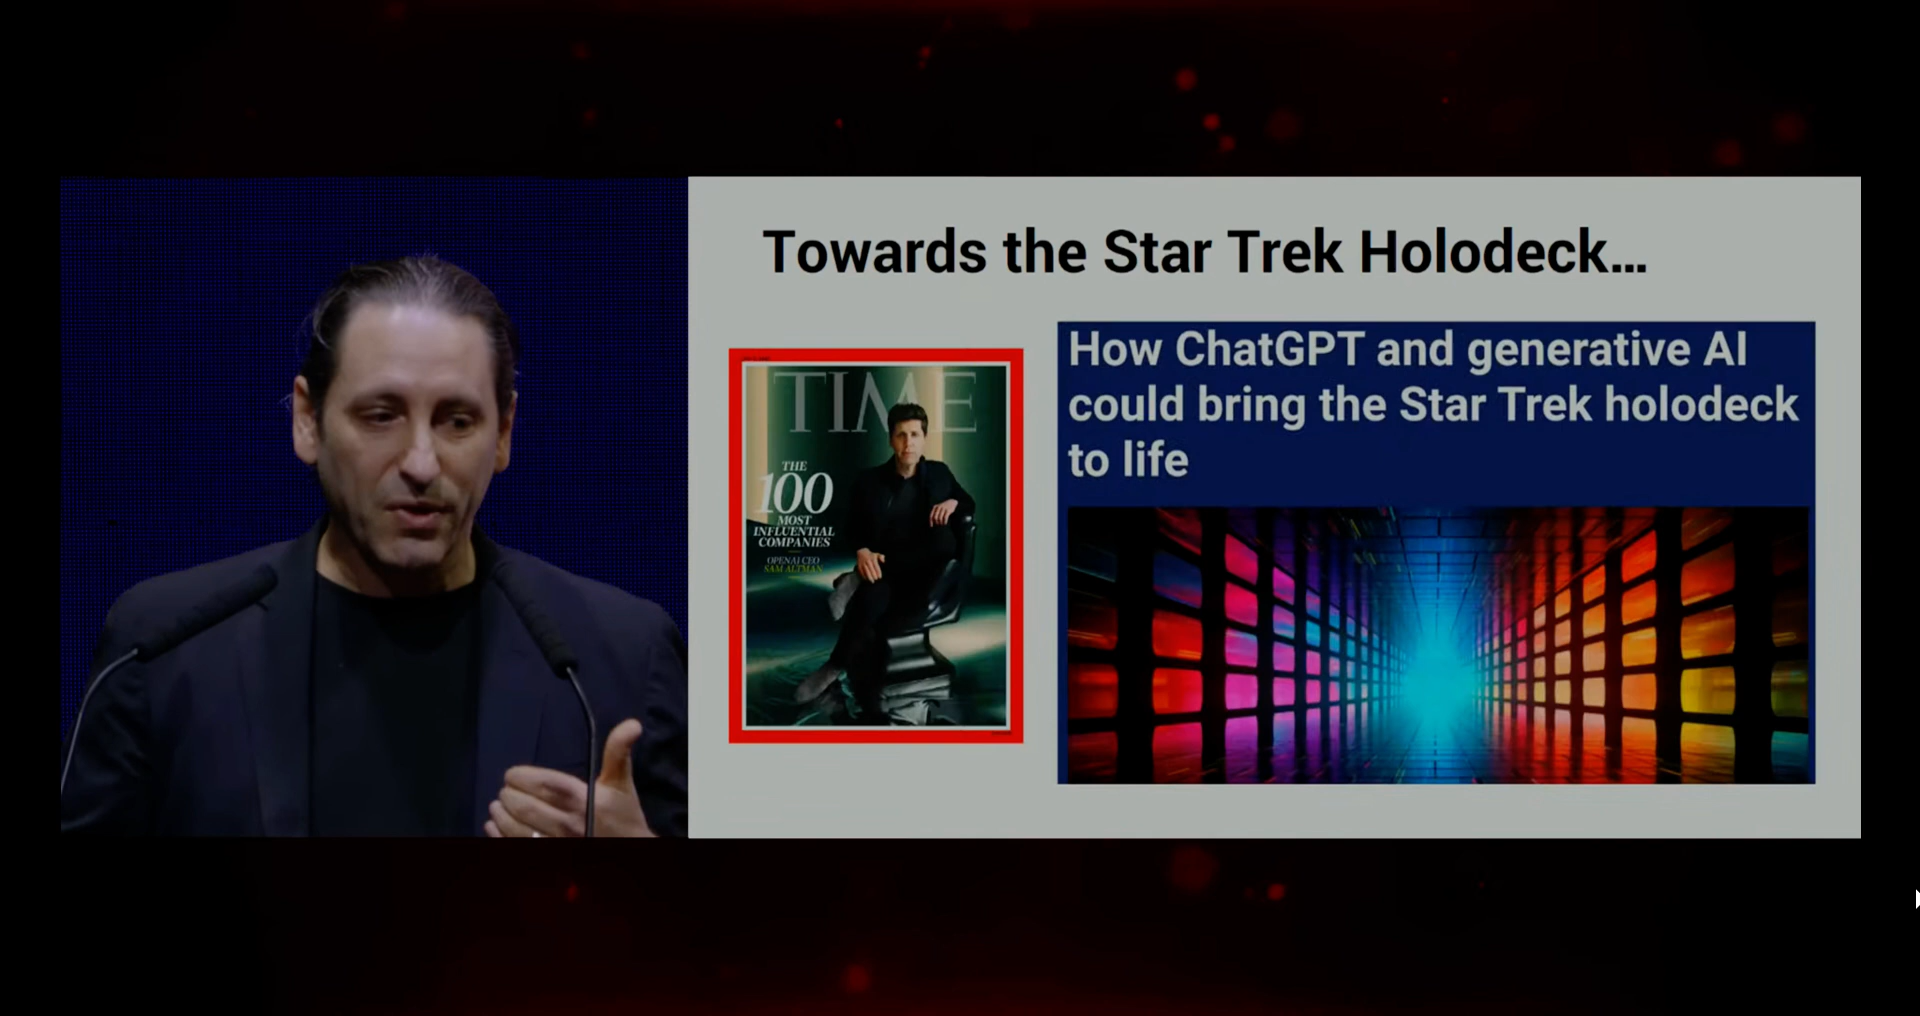 Towards the Star Trek Holodeck...
TIME
THE
100
MOST
INFLUENTIAL
COMPANIES
OPENAI CEO
SAM ALTMAN
How ChatGPT and generative AI
could bring the Star Trek holodeck
to life